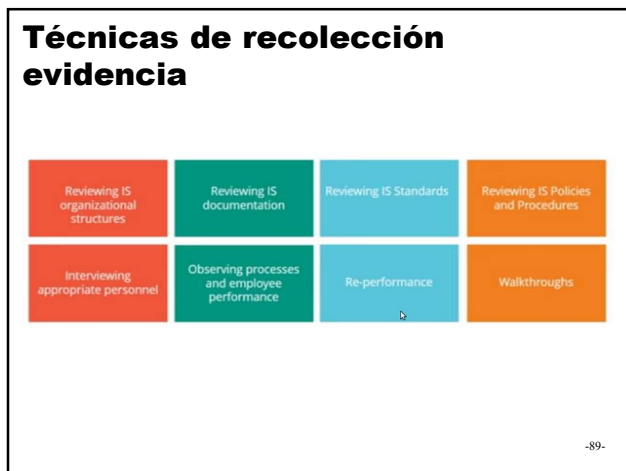 Técnicas de recolección
evidencia
Reviewing IS
organizational
structures
Reviewing IS
documentation
Reviewing IS Standards
Reviewing IS Policies
and Procedures
Interviewing
appropriate personnel
Observing processes
and employee
performance
Re-performance
Walkthroughs
-89-